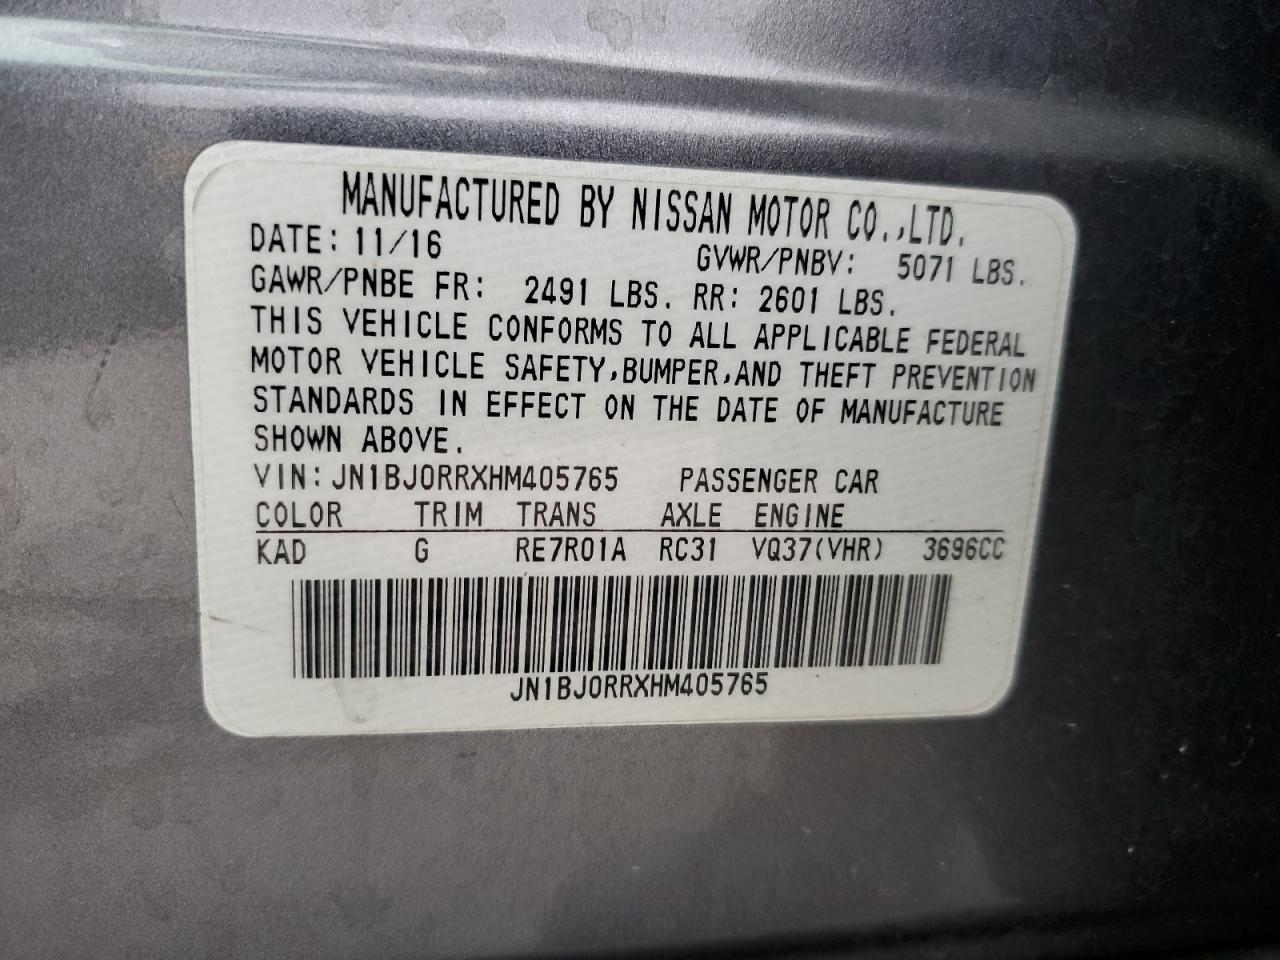 MANUFACTURED BY NISSAN MOTOR CO.,LTD.
DATE: 11/16 GVWR/PNBV: 5071 LBS.
GAWR/PNBE FR: 2491 LBS. RR: 2601 LBS.
THIS VEHICLE CONFORMS TO ALL APPLICABLE FEDERAL
MOTOR VEHICLE SAFETY,BUMPER,AND THEFT PREVENTION
STANDARDS IN EFFECT ON THE DATE OF MANUFACTURE
SHOWN ABOVE.
VIN: JN1BJ0RRXHM405765 PASSENGER CAR
COLOR TRIM TRANS AXLE ENGINE
KAD G RE7R01A RC31 VQ37(VHR) 3696CC
JN1BJ0RRXHM405765